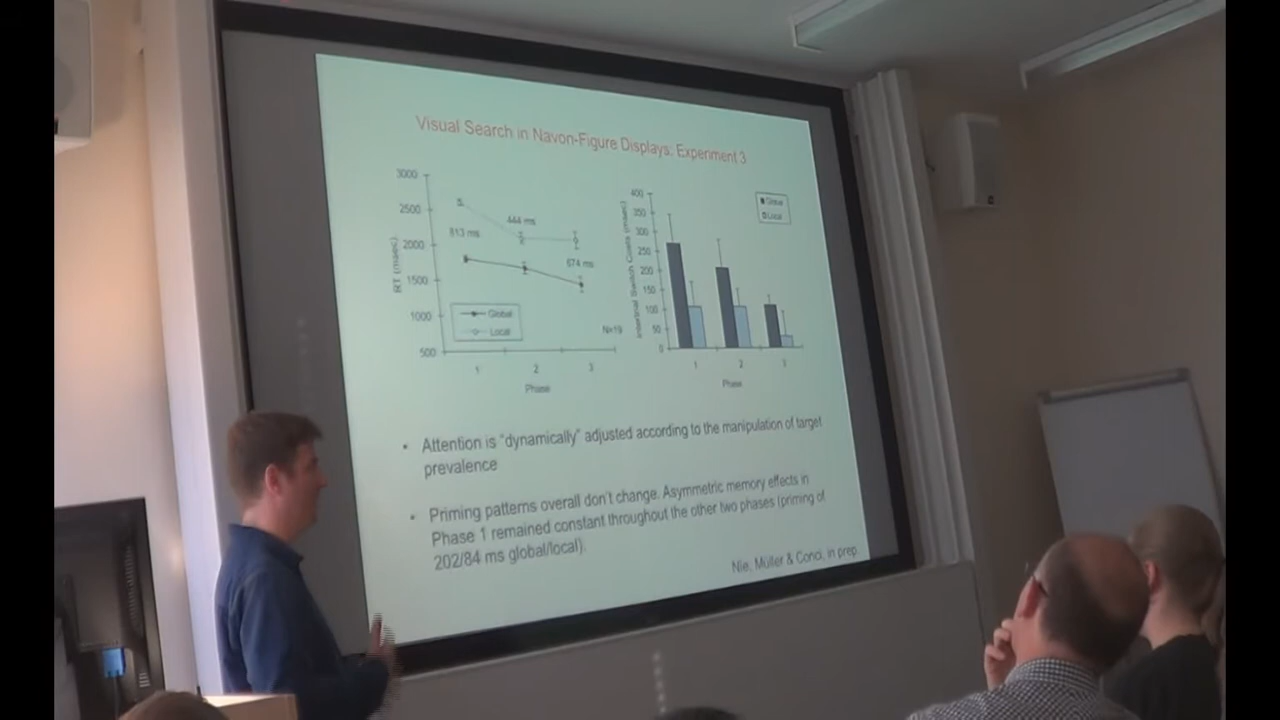 Visual Search in Navon-Figure Displays: Experiment 3
3000
2500
2000
1500
1000
500
RT (msec)
813 ms
444 ms
674 ms
Global
Local
N=19
1 2 3
Phase
400
350
300
250
200
150
100
50
0
Intertrial Switch Costs (msec)
Global
Local
1 2 3
Phase
• Attention is "dynamically" adjusted according to the manipulation of target
prevalence
• Priming patterns overall don't change. Asymmetric memory effects in
Phase 1 remained constant throughout the other two phases (priming of
202/84 ms global/local).
Nie, Müller & Conci, in prep